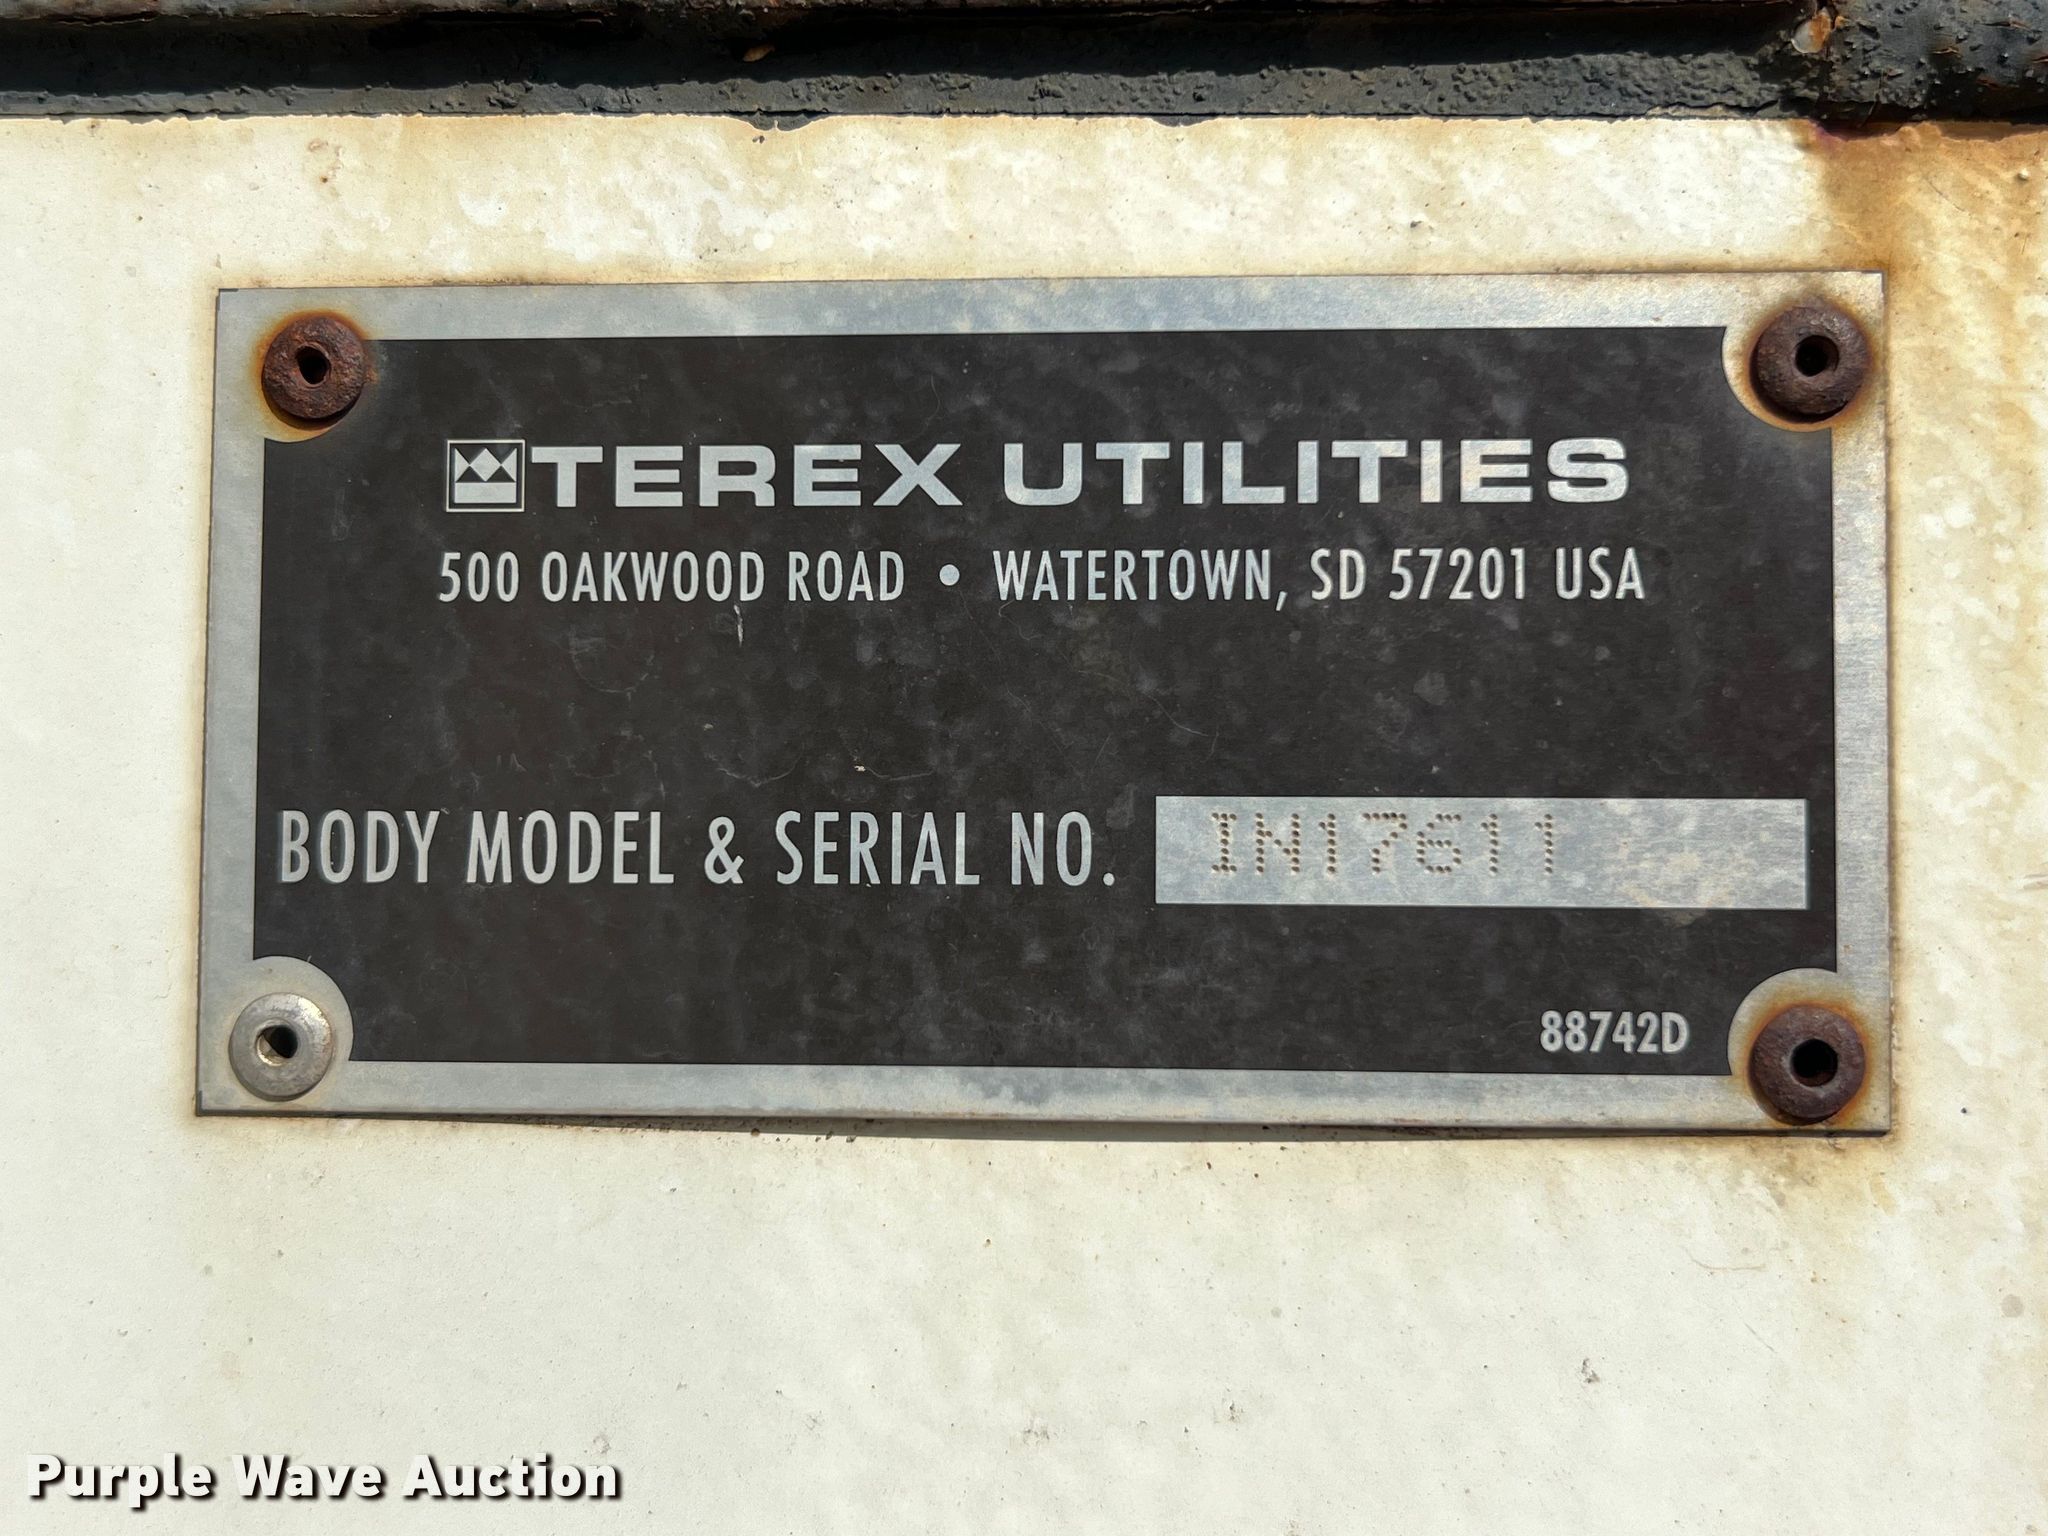 TEREX UTILITIES
500 OAKWOOD ROAD • WATERTOWN, SD 57201 USA
BODY MODEL & SERIAL NO. IN17611
88742D
Purple Wave Auction